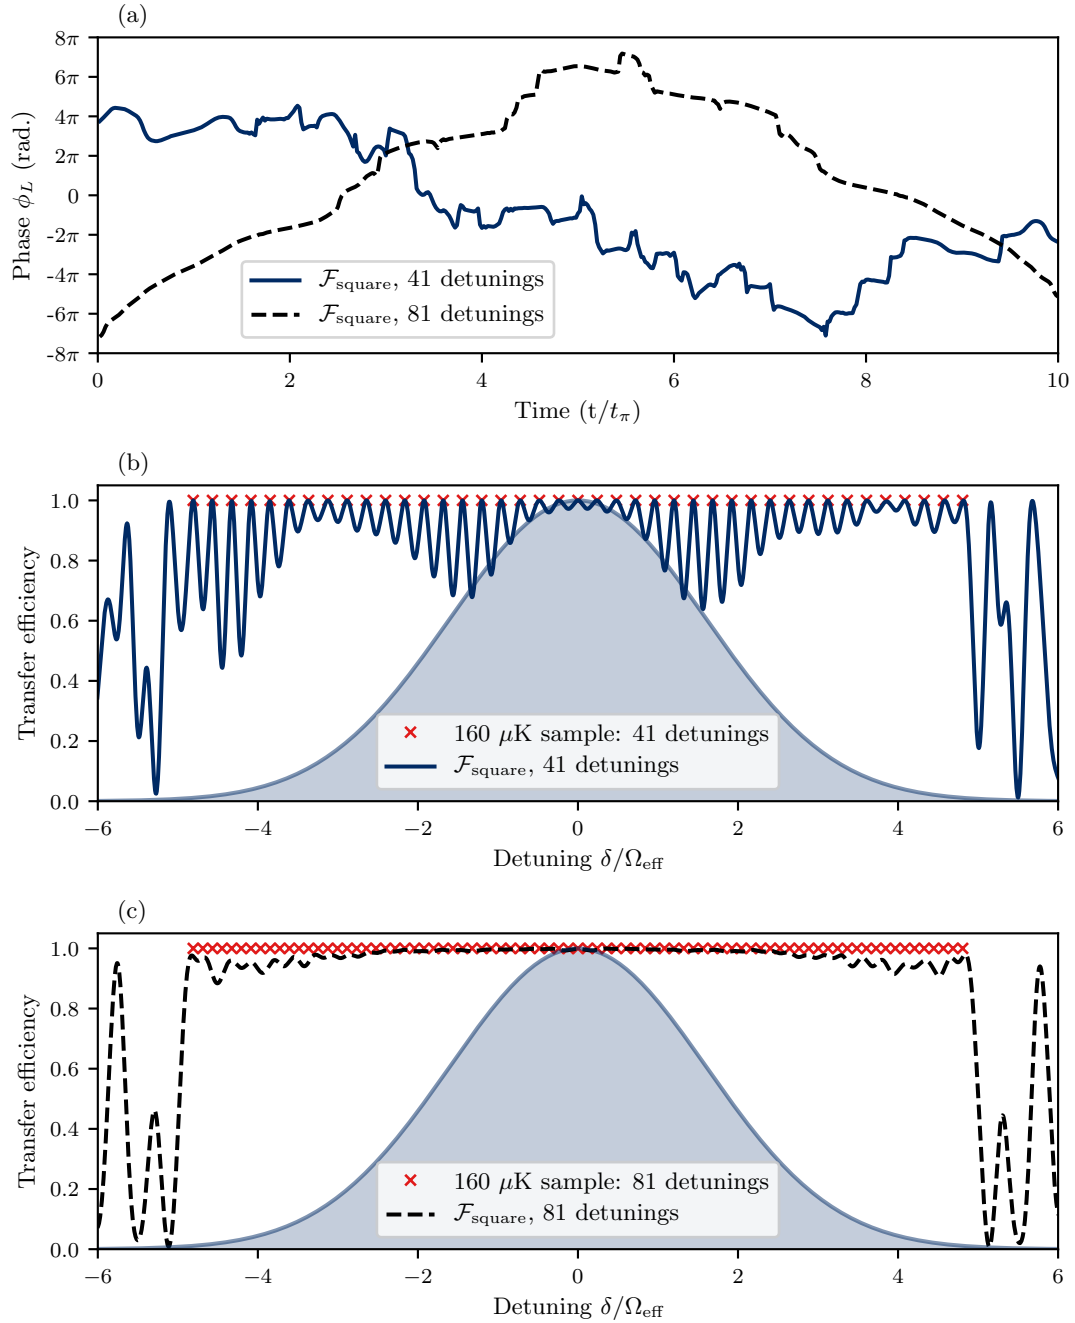 (a)
8π
6π
4π
2π
0
-2π
-4π
-6π
-8π
Phase ϕ_L (rad.)
ℱsquare, 41 detunings
ℱsquare, 81 detunings
0 2 4 6 8 10
Time (t/t_π)
(b)
1.0
0.8
0.6
0.4
0.2
0.0
Transfer efficiency
160 μK sample: 41 detunings
ℱsquare, 41 detunings
−6 −4 −2 0 2 4 6
Detuning δ/Ω_eff
(c)
1.0
0.8
0.6
0.4
0.2
0.0
Transfer efficiency
160 μK sample: 81 detunings
ℱsquare, 81 detunings
−6 −4 −2 0 2 4 6
Detuning δ/Ω_eff